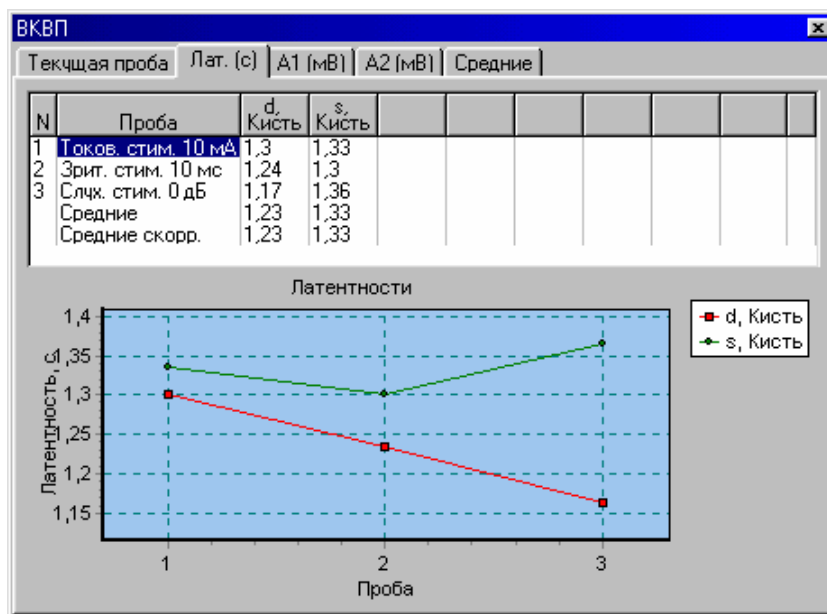 ВКВП
Текущая проба Лат. (с) А1 (мВ) А2 (мВ) Средние
N Проба d, Кисть s, Кисть
1 Токов. стим. 10 мА 1,3 1,33
2 Зрит. стим. 10 мс 1,24 1,3
3 Слух. стим. 0 дБ 1,17 1,36
Средние 1,23 1,33
Средние скорр. 1,23 1,33
Латентности
d, Кисть
s, Кисть
Латентность, с
1,4
1,35
1,3
1,25
1,2
1,15
1 2 3
Проба